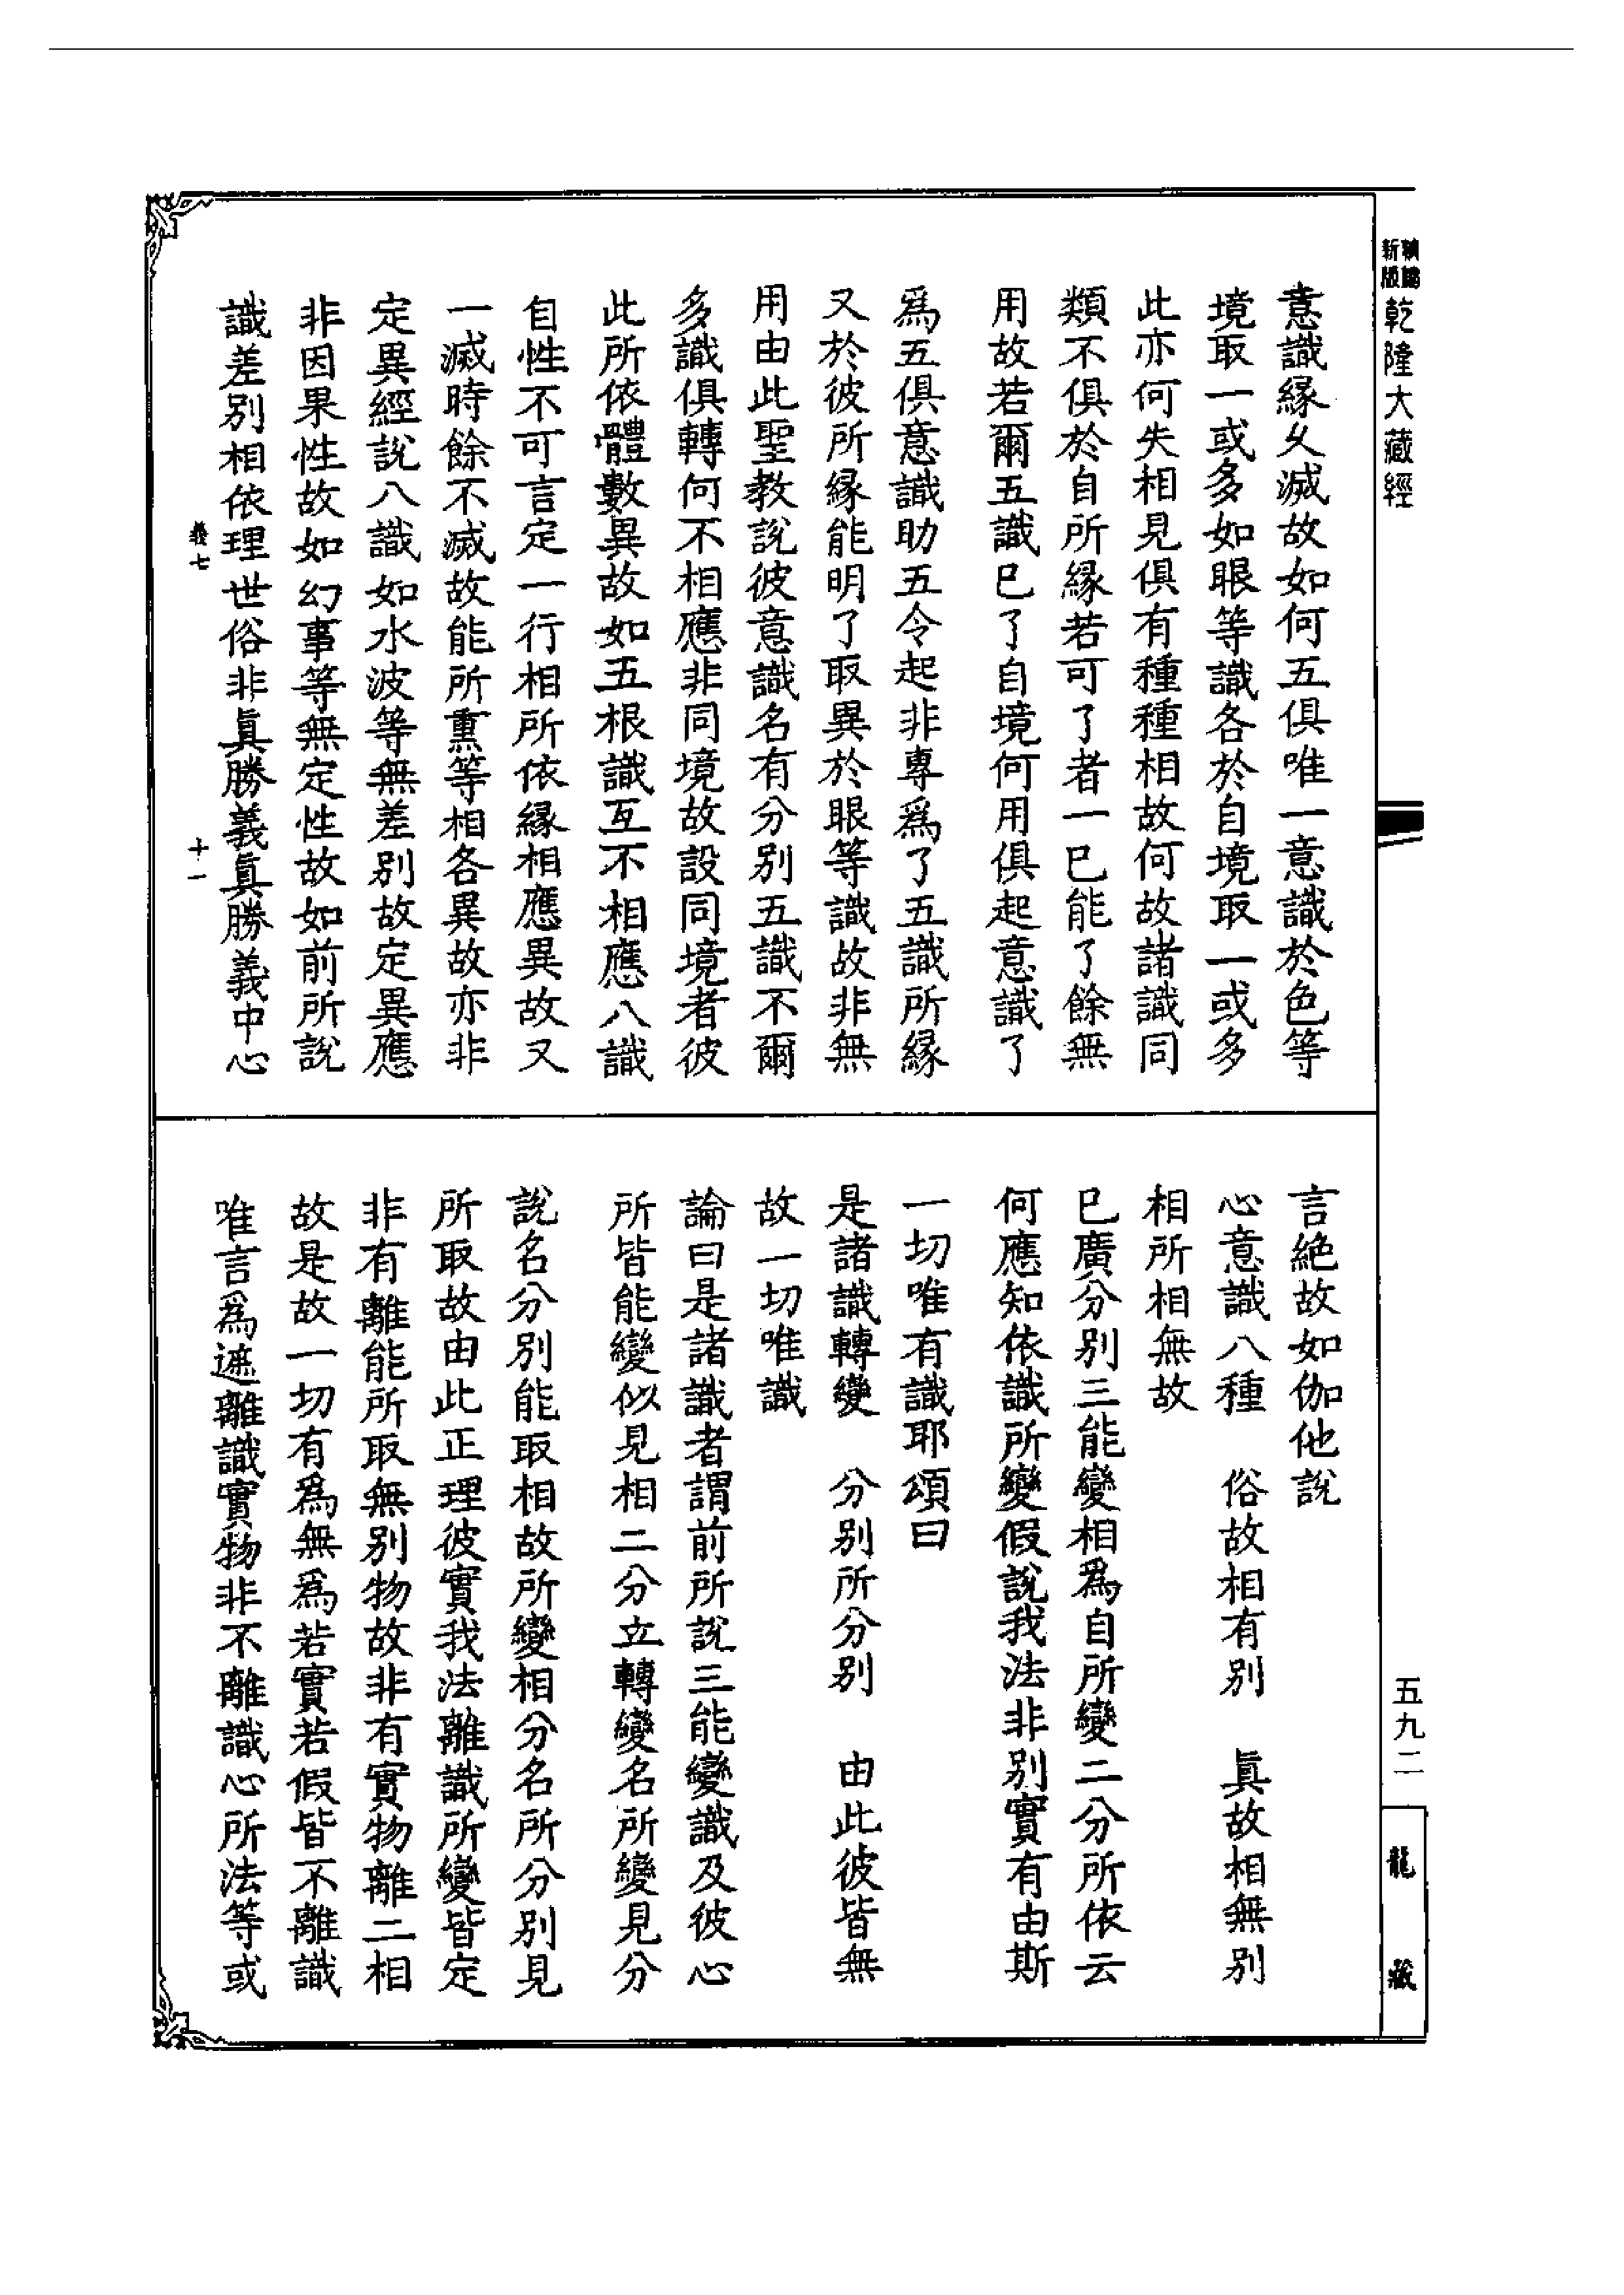 新編
縮版
乾隆大藏經
意識緣乆滅故如何五俱唯一意識於色等
境取一或多如眼等識各於自境取一或多
此亦何失相見俱有種種相故何故諸識同
類不俱於自所緣若可了者一已能了餘無
用故若爾五識已了自境何用俱起意識了
爲五俱意識助五令起非專爲了五識所緣
又於彼所緣能明了取異於眼等識故非無
用由此聖教說彼意識名有分別五識不爾
多識俱轉何不相應非同境故設同境者彼
此所依體數異故如五根識互不相應八識
自性不可言定一行相所依緣相應異故又
一滅時餘不滅故能所熏等相各異故亦非
定異經說八識如水波等無差別故定異應
非因果性故如幻事等無定性故如前所說
識差別相依理世俗非眞勝義眞勝義中心
義七 十一
言絕故如伽他說
心意識八種 俗故相有別 眞故相無別
相所相無故
已廣分別三能變相爲自所變二分所依云
何應知依識所變假說我法非別實有由斯
一切唯有識耶頌曰
是諸識轉變 分別所分別 由此彼皆無
故一切唯識
論曰是諸識者謂前所說三能變識及彼心
所皆能變似見相二分立轉變名所變見分
說名分別能取相故所變相分名所分別見
所取故由此正理彼實我法離識所變皆定
非有離能所取無別物故非有實物離二相
故是故一切有爲無爲若實若假皆不離識
唯言爲遮離識實物非不離識心所法等或
五九二
龍藏